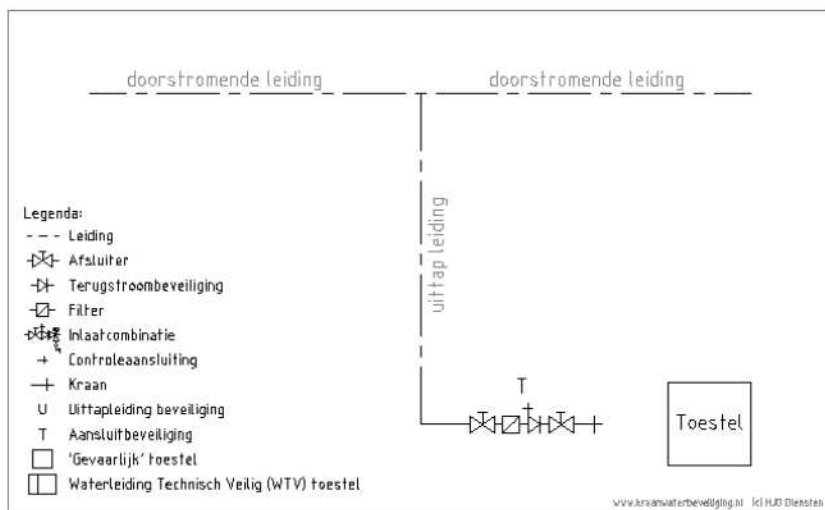 doorstromende leiding doorstromende leiding
uittap leiding
Legenda:
Leiding
Afsluiter
Terugstroombeveiliging
Filter
Inlaatcombinatie
Controleaansluiting
Kraan
U Uittapleiding beveiliging
T Aansluitbeveiliging
'Gevaarlijk' toestel
Waterleiding Technisch Veilig (WTV) toestel
T
Toestel
www.kraanwaterbeveiliging.nl (c) HJG Diensten